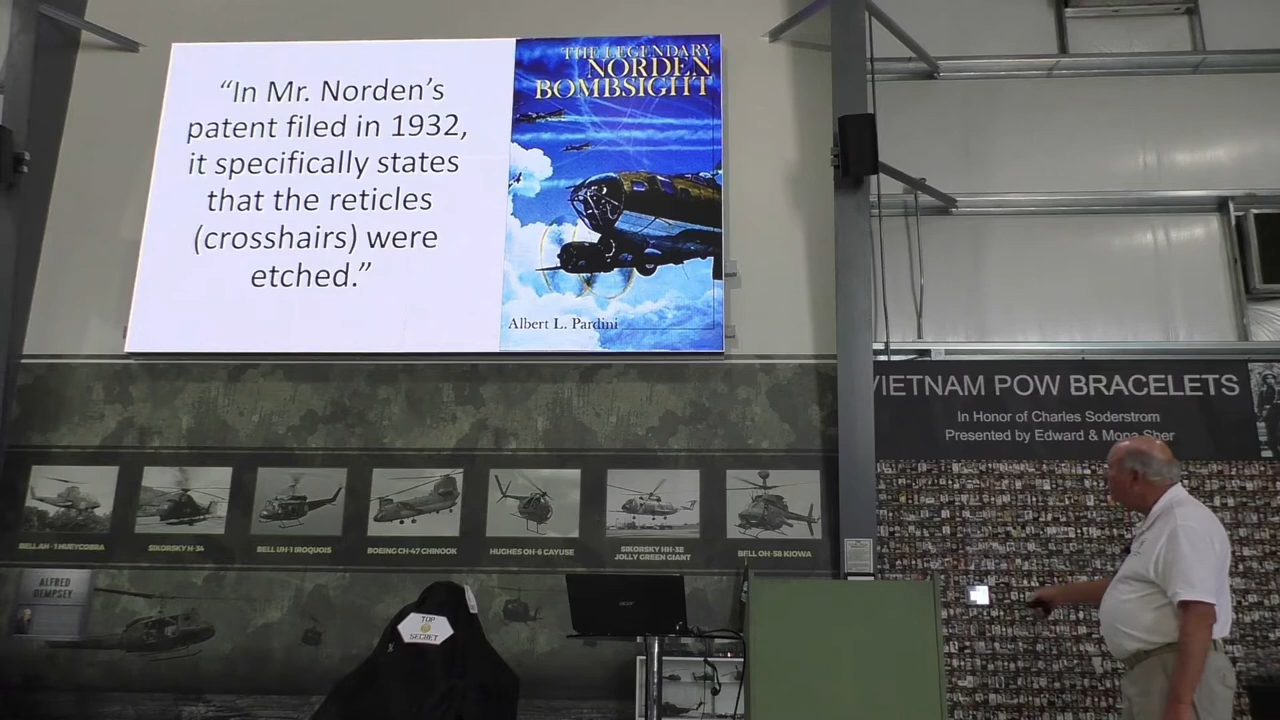 “In Mr. Norden’s
patent filed in 1932,
it specifically states
that the reticles
(crosshairs) were
etched.”
THE LEGENDARY
NORDEN
BOMBSIGHT
Albert L. Pardini
VIETNAM POW BRACELETS
In Honor of Charles Soderstrom
Presented by Edward & Mona Sher
BELL AH-1 HUEYCOBRA
SIKORSKY H-34
BELL UH-1 IROQUOIS
BOEING CH-47 CHINOOK
HUGHES OH-6 CAYUSE
SIKORSKY HH-3E
JOLLY GREEN GIANT
BELL OH-58 KIOWA
ALFRED
DEMPSEY
TOP
SECRET
acer